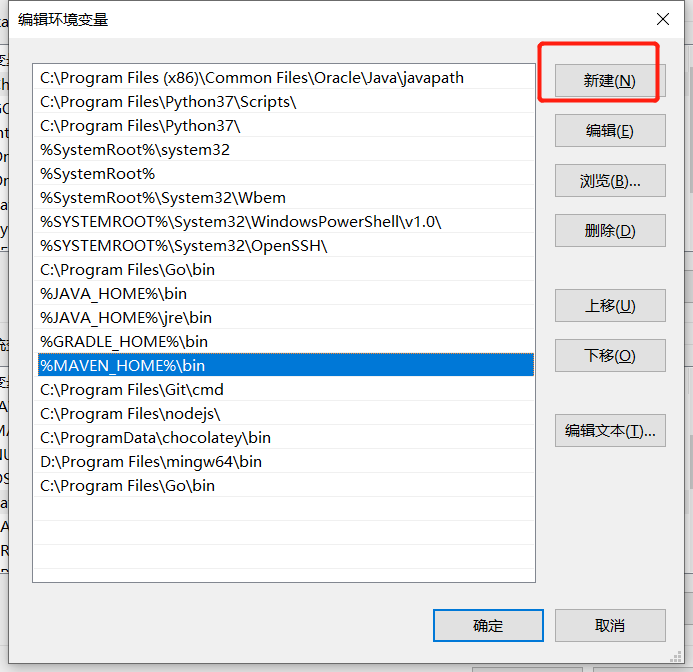 编辑环境变量
C:\Program Files (x86)\Common Files\Oracle\Java\javapath
C:\Program Files\Python37\Scripts\
C:\Program Files\Python37\
%SystemRoot%\system32
%SystemRoot%
%SystemRoot%\System32\Wbem
%SYSTEMROOT%\System32\WindowsPowerShell\v1.0\
%SYSTEMROOT%\System32\OpenSSH\
C:\Program Files\Go\bin
%JAVA_HOME%\bin
%JAVA_HOME%\jre\bin
%GRADLE_HOME%\bin
%MAVEN_HOME%\bin
C:\Program Files\Git\cmd
C:\Program Files\nodejs\
C:\ProgramData\chocolatey\bin
D:\Program Files\mingw64\bin
C:\Program Files\Go\bin
新建(N)
编辑(E)
浏览(B)...
删除(D)
上移(U)
下移(O)
编辑文本(T)...
确定
取消